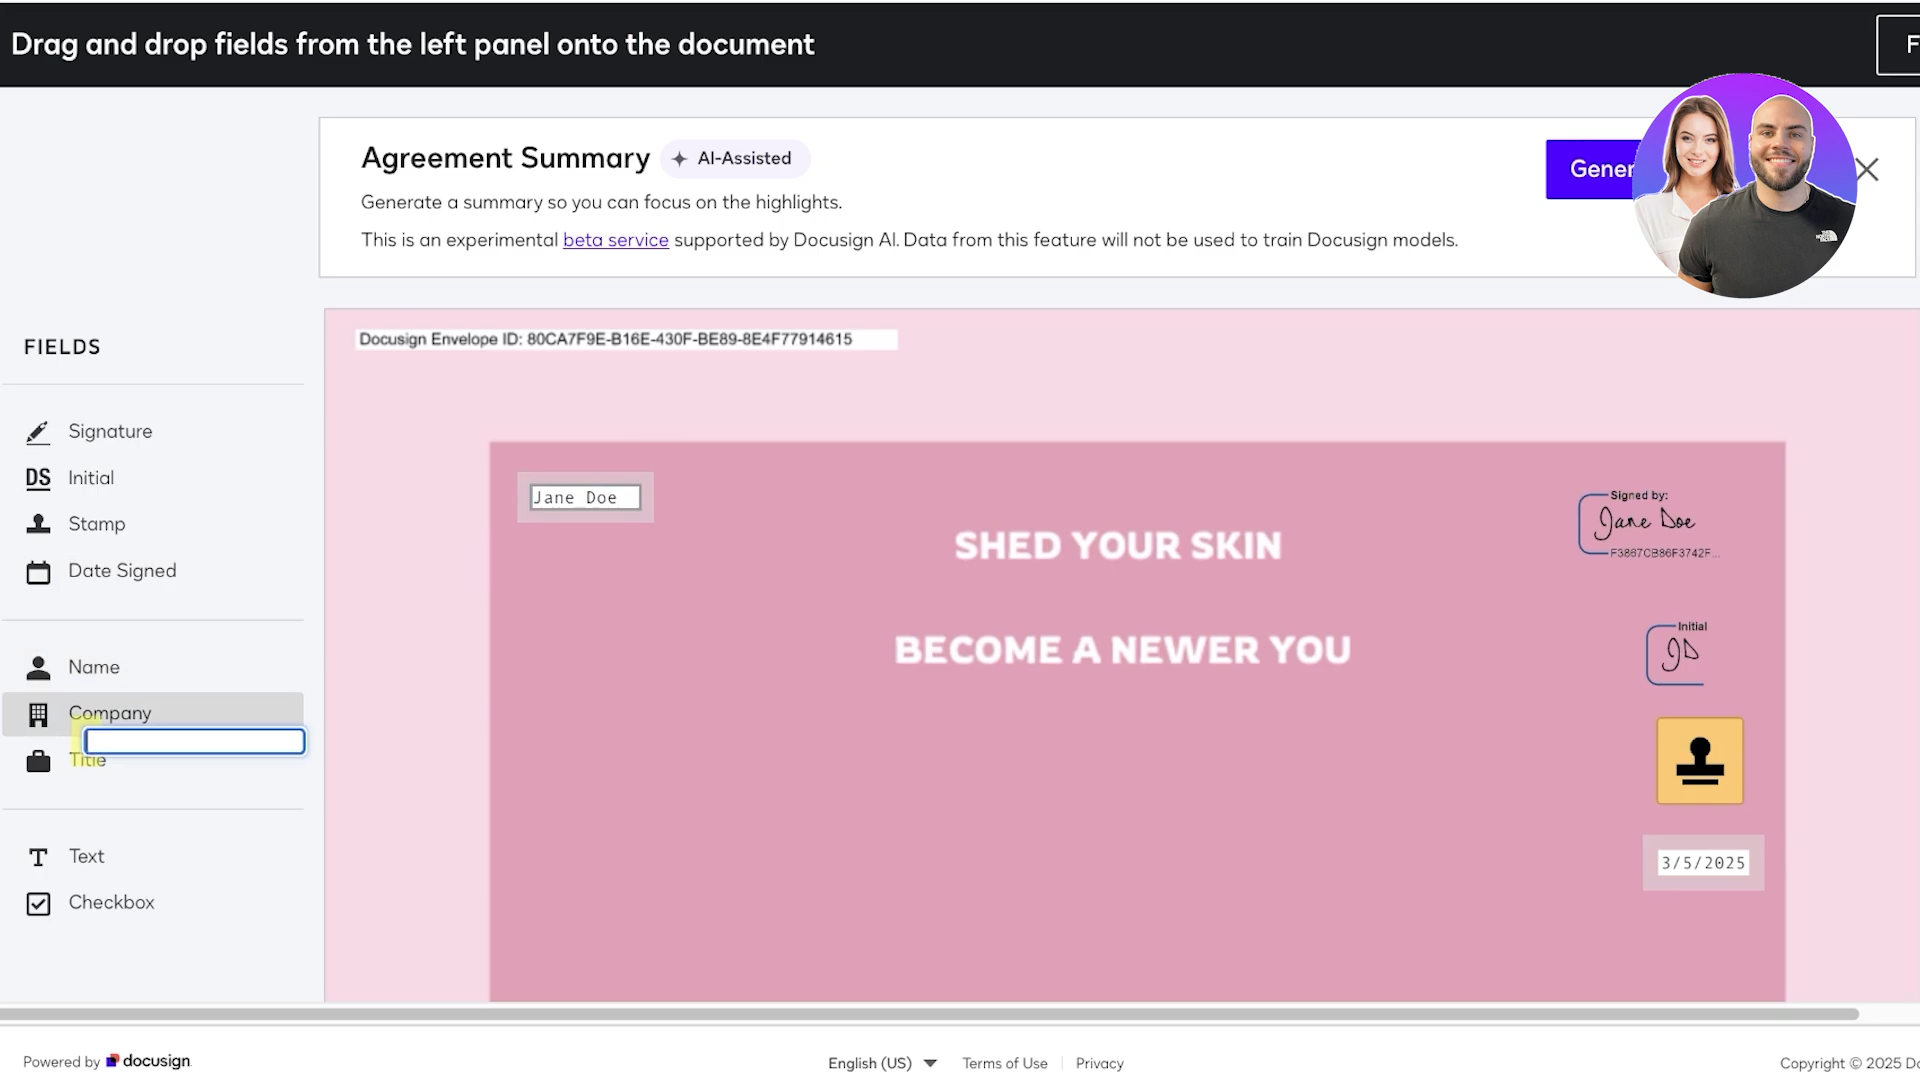 Drag and drop fields from the left panel onto the document
Agreement Summary AI-Assisted
Generate a summary so you can focus on the highlights.
This is an experimental beta service supported by Docusign AI. Data from this feature will not be used to train Docusign models.
Docusign Envelope ID: 80CA7F9E-B16E-430F-BE89-8E4F77914615
FIELDS
Signature
DS Initial
Stamp
Date Signed
Name
Company
Title
Text
Checkbox
Jane Doe
SHED YOUR SKIN
BECOME A NEWER YOU
Signed by:
Jane Doe
F3867CB86F3742F...
Initial
JD
3/5/2025
Powered by docusign
English (US)
Terms of Use
Privacy
Copyright © 2025